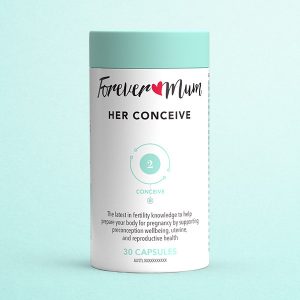 Forever Mum
HER CONCEIVE
2
CONCEIVE
The latest in fertility knowledge to help
prepare your body for pregnancy by supporting
preconception wellbeing, uterine,
and reproductive health
30 CAPSULES